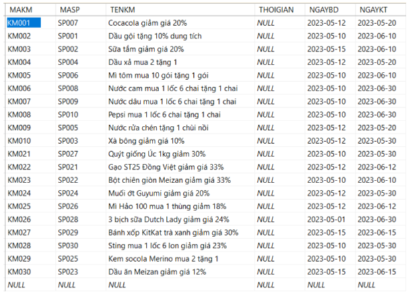 MAKM MASP TENKM THOIGIAN NGAYBD NGAYKT
KM001 SP007 Cocacola giảm giá 20% NULL 2023-05-12 2023-05-20
KM002 SP001 Dầu gội tặng 10% dung tích NULL 2023-05-10 2023-06-10
KM003 SP002 Sữa tắm giảm giá 20% NULL 2023-05-15 2023-06-10
KM004 SP004 Dầu xả mua 2 tặng 1 NULL 2023-05-12 2023-05-30
KM005 SP006 Mì tôm mua 10 gói tặng 1 gói NULL 2023-05-10 2023-06-10
KM006 SP008 Nước cam mua 1 lốc 6 chai tặng 1 chai NULL 2023-05-10 2023-05-30
KM007 SP009 Nước dâu mua 1 lốc 6 chai tặng 1 chai NULL 2023-05-10 2023-05-30
KM008 SP010 Pepsi mua 1 lốc 6 chai tặng 1 chai NULL 2023-05-10 2023-06-10
KM009 SP005 Nước rửa chén tặng 1 chùi nồi NULL 2023-05-12 2023-05-20
KM010 SP003 Xà bông giảm giá 10% NULL 2023-05-12 2023-05-30
KM021 SP027 Quýt giống Úc 1kg giảm 30% NULL 2023-05-10 2023-05-30
KM022 SP021 Gạo ST25 Đồng Việt giảm giá 33% NULL 2023-05-12 2023-06-12
KM023 SP022 Bột chiên giòn Meizan giảm giá 33% NULL 2023-05-10 2023-06-10
KM024 SP024 Muối ớt Guyumi giảm giá 20% NULL 2023-05-10 2023-05-30
KM025 SP026 Mì Hảo 100 mua 1 thùng giảm 18% NULL 2023-05-12 2023-06-12
KM026 SP028 3 bịch sữa Dutch Lady giảm giá 24% NULL 2023-05-01 2023-06-30
KM027 SP029 Bánh xốp KitKat trà xanh giảm giá 30% NULL 2023-05-15 2023-06-15
KM028 SP030 Sting mua 1 lốc 6 lon giảm giá 23% NULL 2023-05-10 2023-05-30
KM029 SP025 Kem socola Merino mua 2 tặng 1 NULL 2023-05-10 2023-05-30
KM030 SP023 Dầu ăn Meizan giảm giá 12% NULL 2023-05-15 2023-06-15
NULL NULL NULL NULL NULL NULL